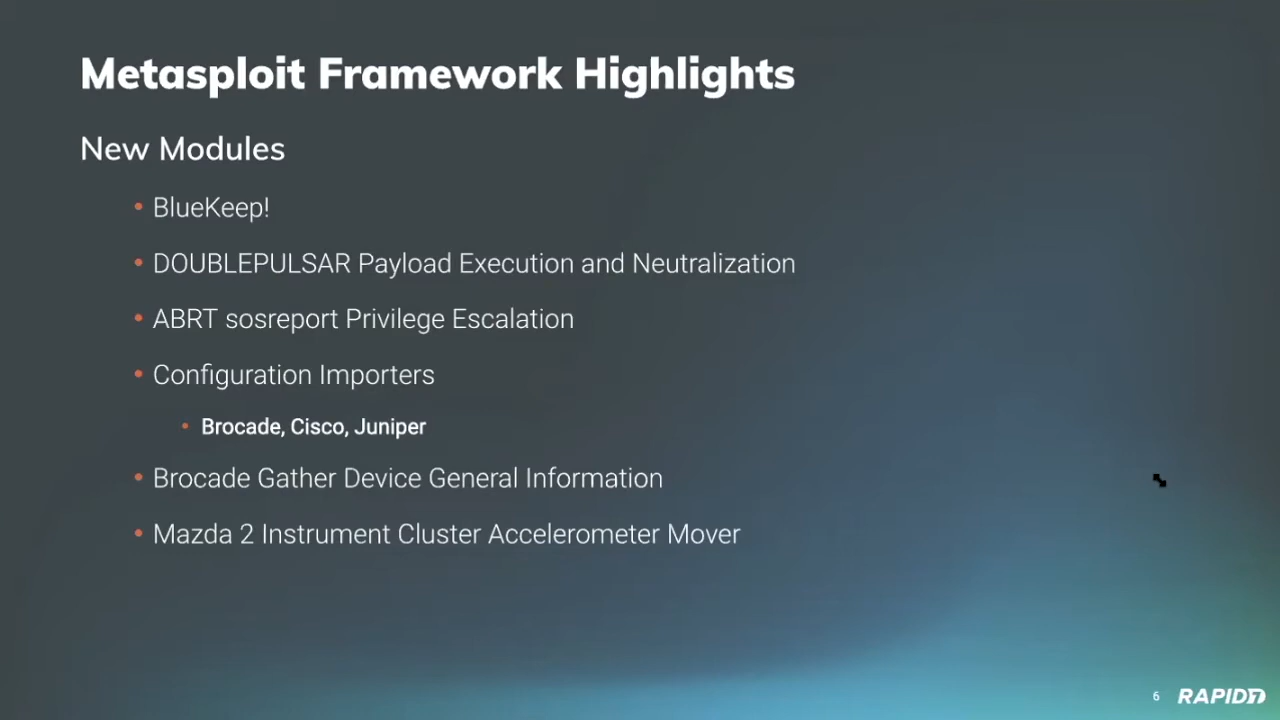 Metasploit Framework Highlights
New Modules
• BlueKeep!
• DOUBLEPULSAR Payload Execution and Neutralization
• ABRT sosreport Privilege Escalation
• Configuration Importers
• Brocade, Cisco, Juniper
• Brocade Gather Device General Information
• Mazda 2 Instrument Cluster Accelerometer Mover
6 RAPID7